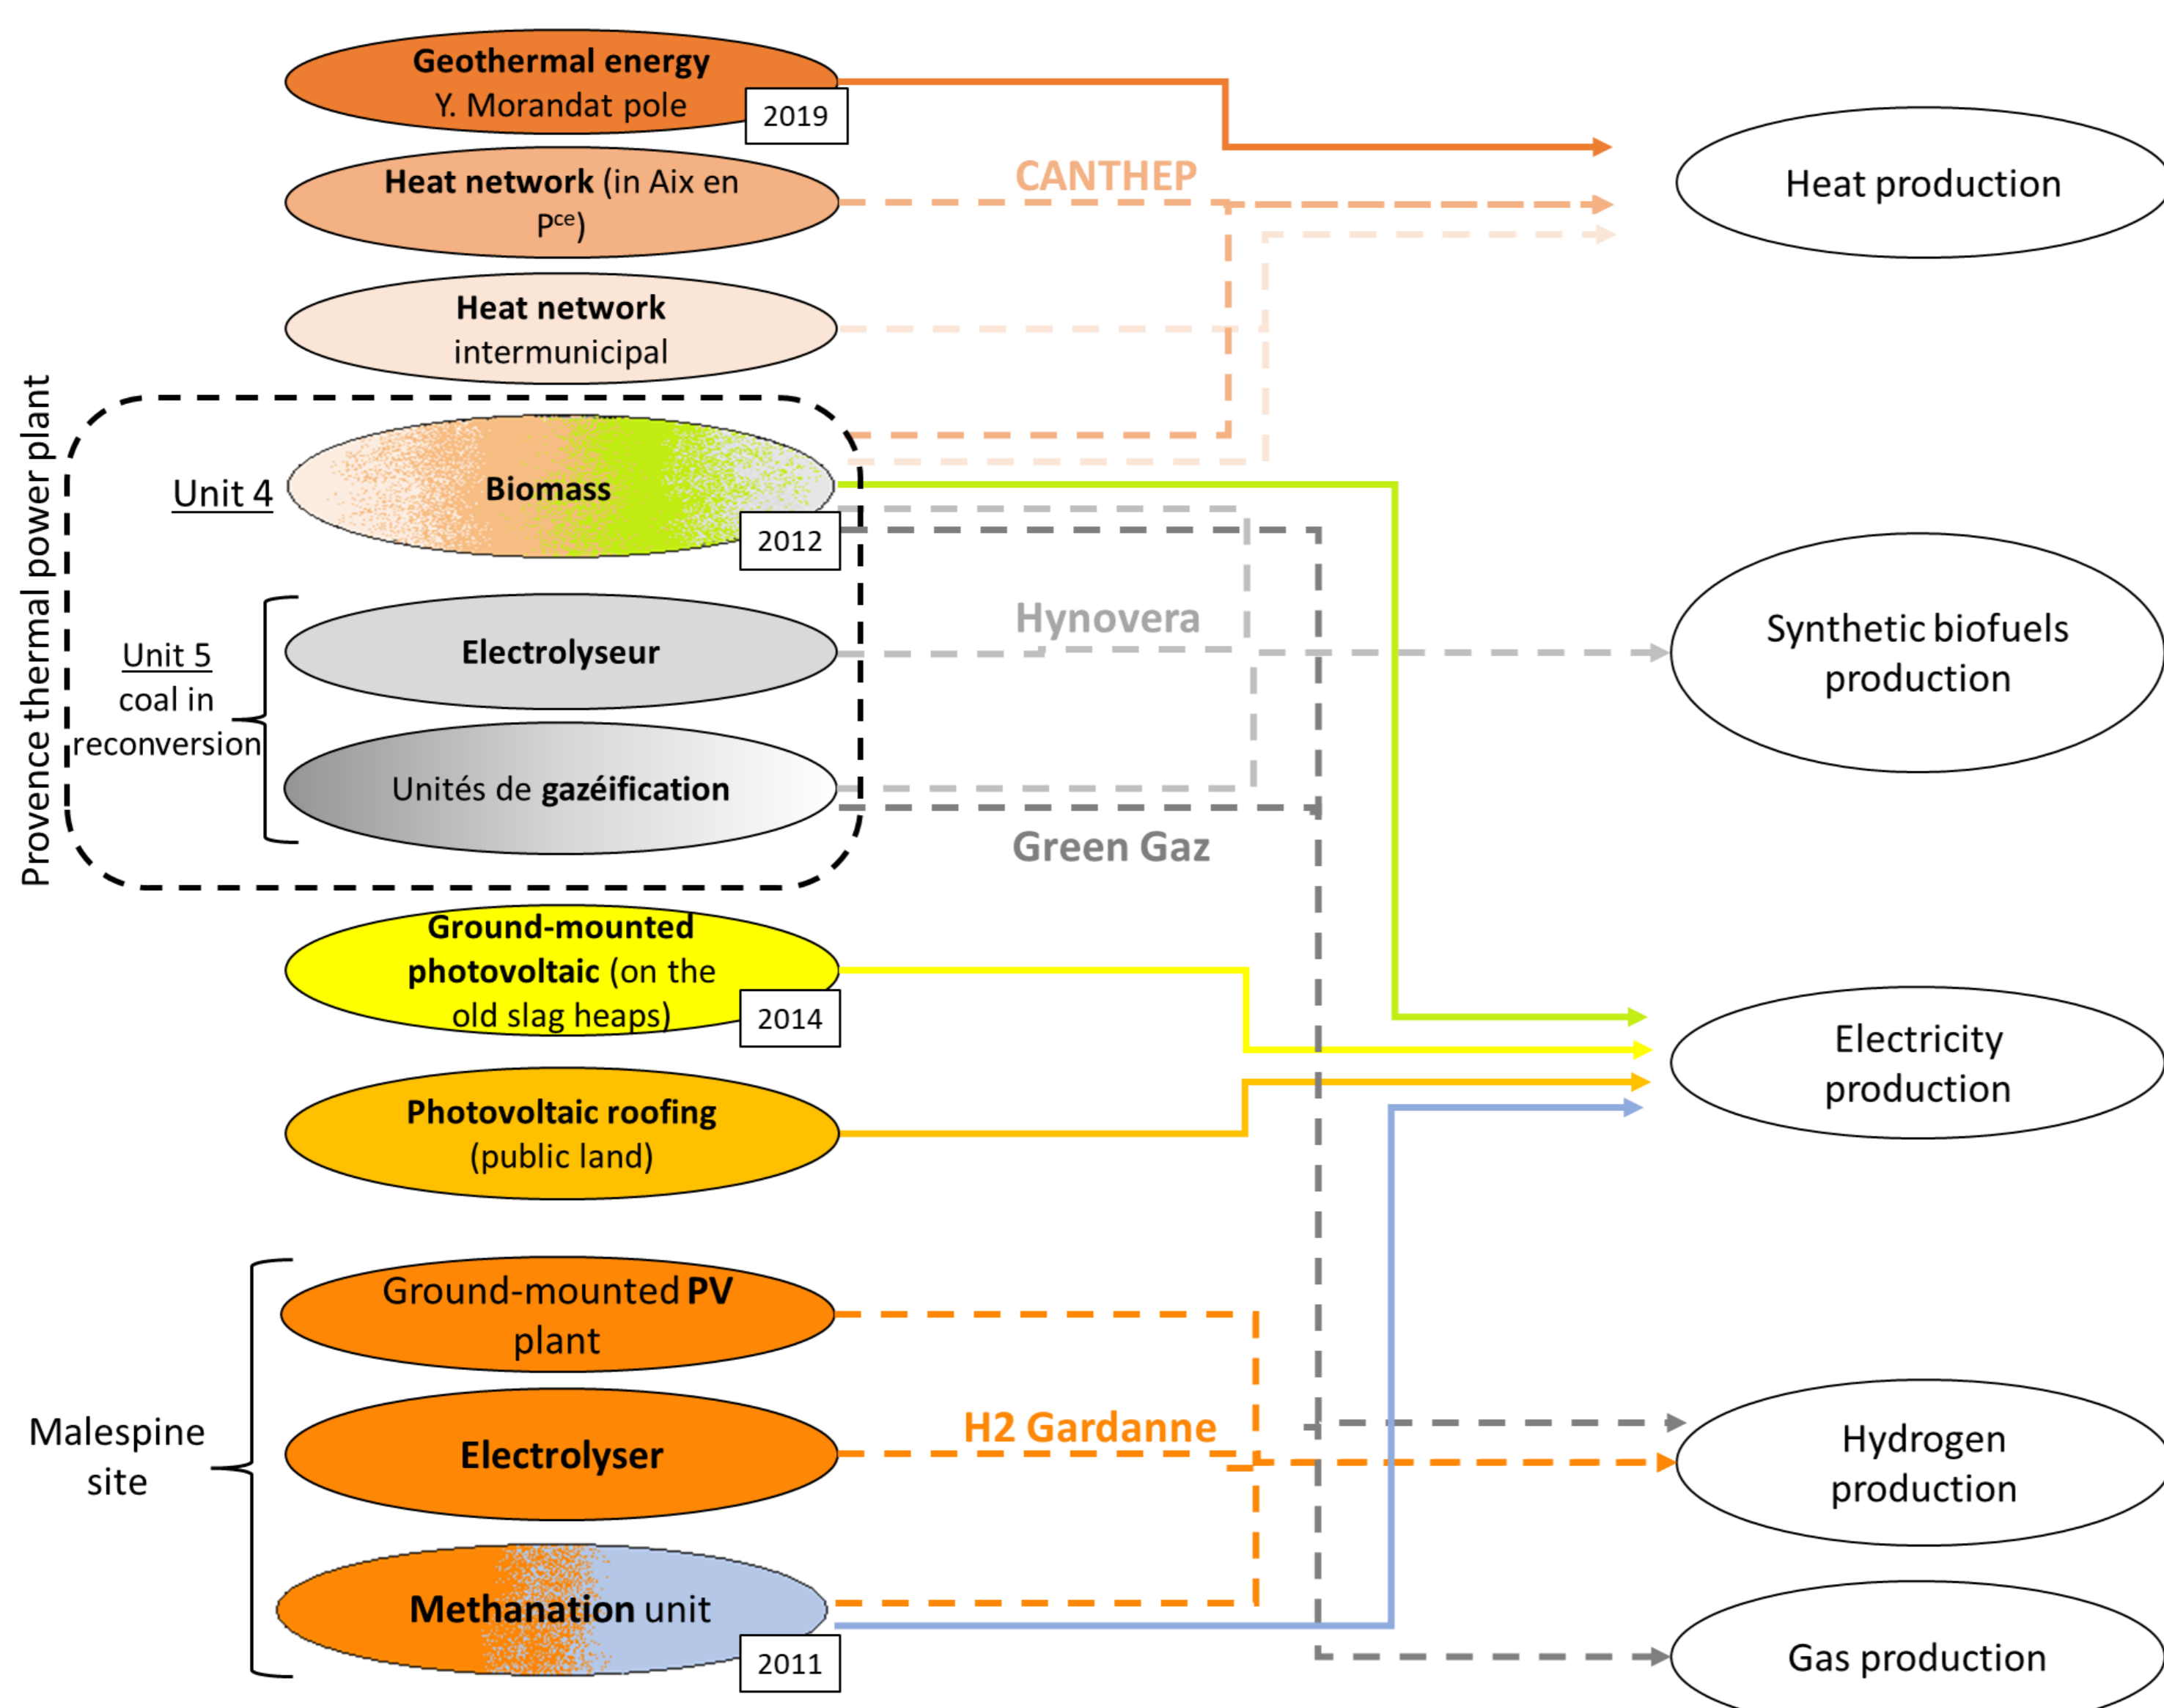 Geothermal energy
Y. Morandat pole
2019
Heat network (in Aix en
Pce)
CANTHEP
Heat production
Heat network
intermunicipal
Provence thermal power plant
Unit 4
Biomass
2012
Unit 5
coal in
reconversion
Electrolyseur
Hynovera
Synthetic biofuels
production
Unités de gazéification
Green Gaz
Ground-mounted
photovoltaic (on the
old slag heaps)
2014
Electricity
production
Photovoltaic roofing
(public land)
Malespine
site
Ground-mounted PV
plant
Electrolyser
H2 Gardanne
Hydrogen
production
Methanation unit
2011
Gas production